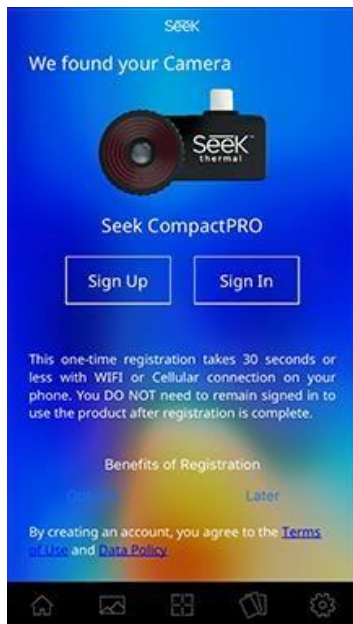 Seek
We found your Camera
Seek
thermal
Seek CompactPRO
Sign Up
Sign In
This one-time registration takes 30 seconds or
less with WIFI or Cellular connection on your
phone. You DO NOT need to remain signed in to
use the product after registration is complete.
Benefits of Registration
Later
By creating an account, you agree to the Terms
of Use and Data Policy